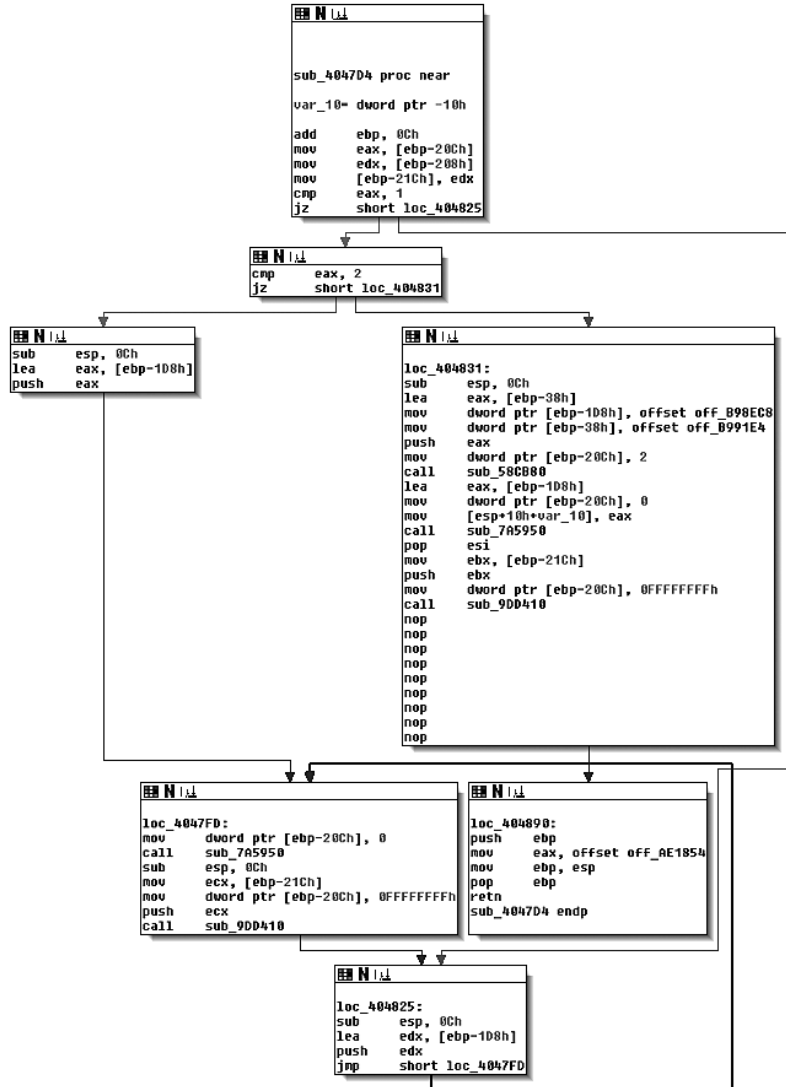 sub_4047D4 proc near
var_10= dword ptr -10h
add ebp, 0Ch
mov eax, [ebp-20Ch]
mov edx, [ebp-208h]
mov [ebp-21Ch], edx
cmp eax, 1
jz short loc_404825
cmp eax, 2
jz short loc_404831
sub esp, 0Ch
lea eax, [ebp-1D8h]
push eax
loc_404831:
sub esp, 0Ch
lea eax, [ebp-38h]
mov dword ptr [ebp-1D8h], offset off_B98EC8
mov dword ptr [ebp-38h], offset off_B991E4
push eax
mov dword ptr [ebp-20Ch], 2
call sub_58CB80
lea eax, [ebp-1D8h]
mov dword ptr [ebp-20Ch], 0
mov [esp+10h+var_10], eax
call sub_7A5950
pop esi
mov ebx, [ebp-21Ch]
push ebx
mov dword ptr [ebp-20Ch], 0FFFFFFFFh
call sub_9DD410
nop
nop
nop
nop
nop
nop
nop
nop
nop
loc_4047FD:
mov dword ptr [ebp-20Ch], 0
call sub_7A5950
sub esp, 0Ch
mov ecx, [ebp-21Ch]
mov dword ptr [ebp-20Ch], 0FFFFFFFFh
push ecx
call sub_9DD410
loc_404890:
push ebp
mov eax, offset off_AE1854
mov ebp, esp
pop ebp
retn
sub_4047D4 endp
loc_404825:
sub esp, 0Ch
lea edx, [ebp-1D8h]
push edx
jmp short loc_4047FD